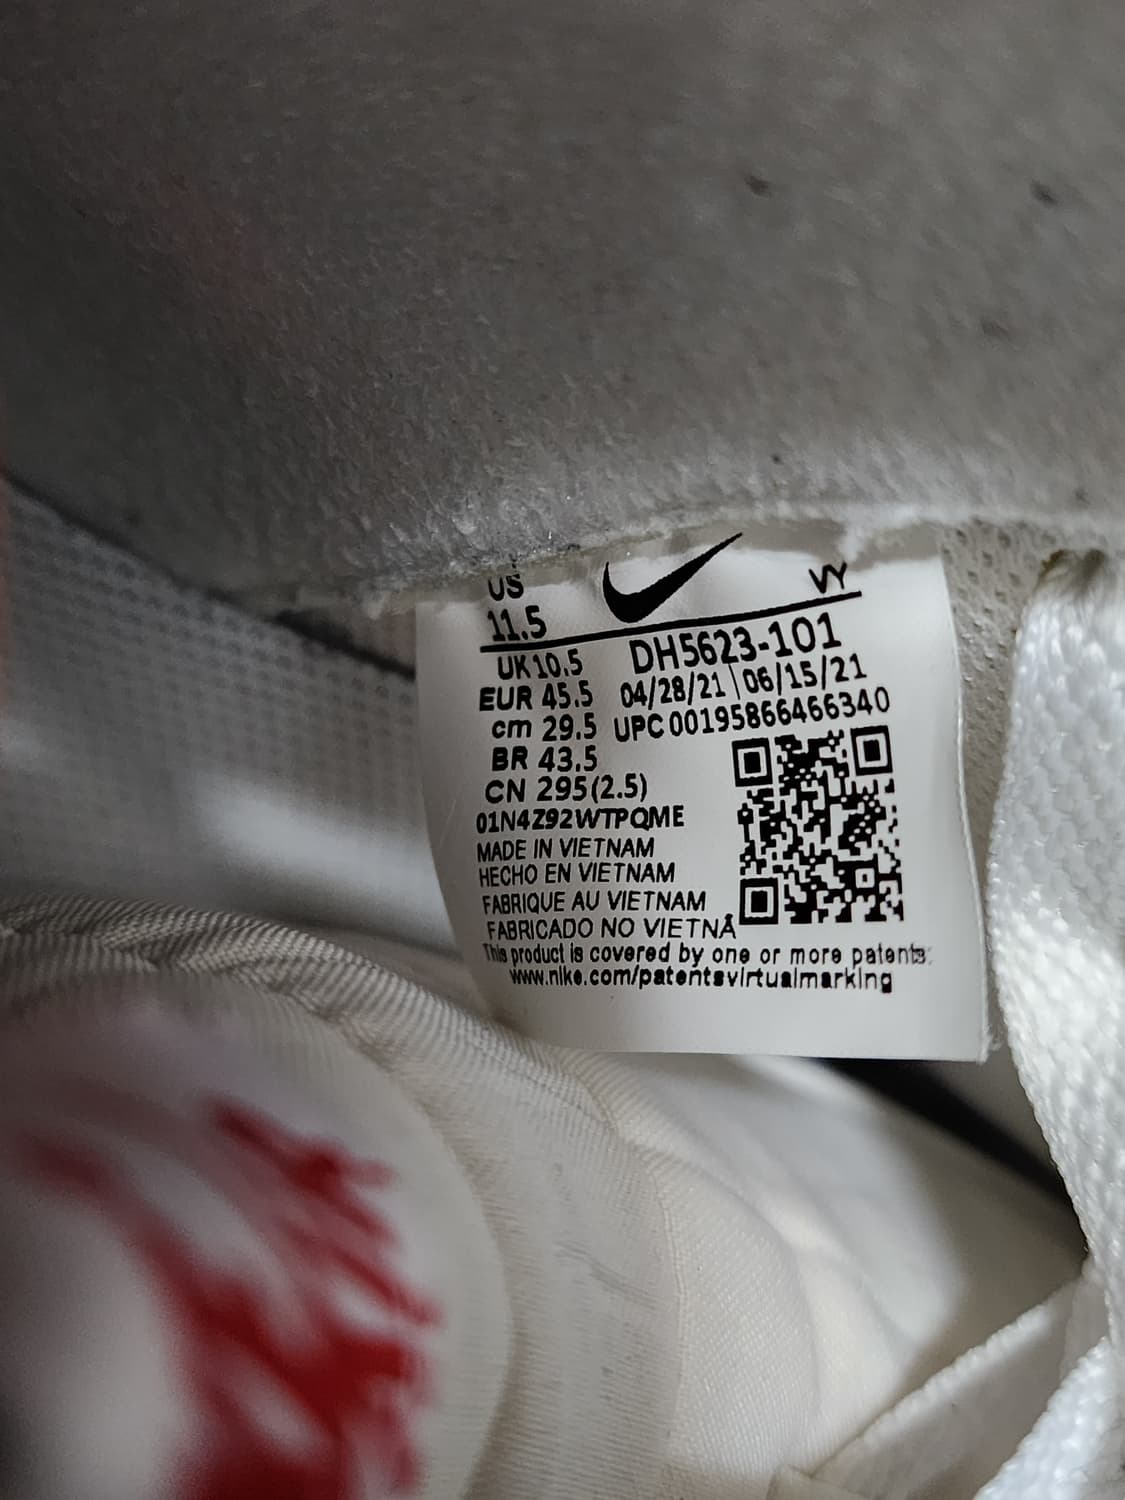 US VY
11.5
UK 10.5 DH5623-101
EUR 45.5 04/28/21\06/15/21
cm 29.5 UPC 00195866466340
BR 43.5
CN 295(2.5)
01N4Z92WTPQME
MADE IN VIETNAM
HECHO EN VIETNAM
FABRIQUE AU VIETNAM
FABRICADO NO VIETNÃ
This product is covered by one or more patents:
www.nike.com/patentsvirtualmarking